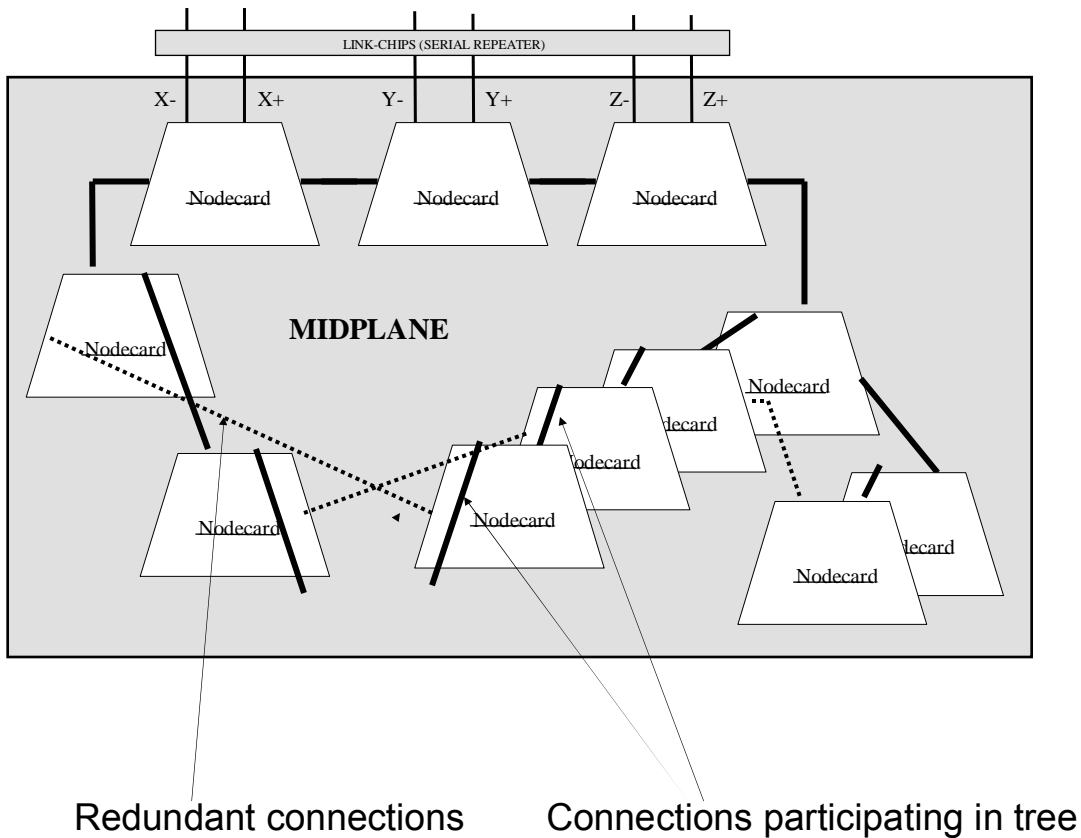 LINK-CHIPS (SERIAL REPEATER)
X- X+ Y- Y+ Z- Z+
Nodecard Nodecard Nodecard
MIDPLANE
Nodecard
Nodecard
decard
Nodecard
Nodecard
Nodecard
decard
Nodecard
Redundant connections
Connections participating in tree